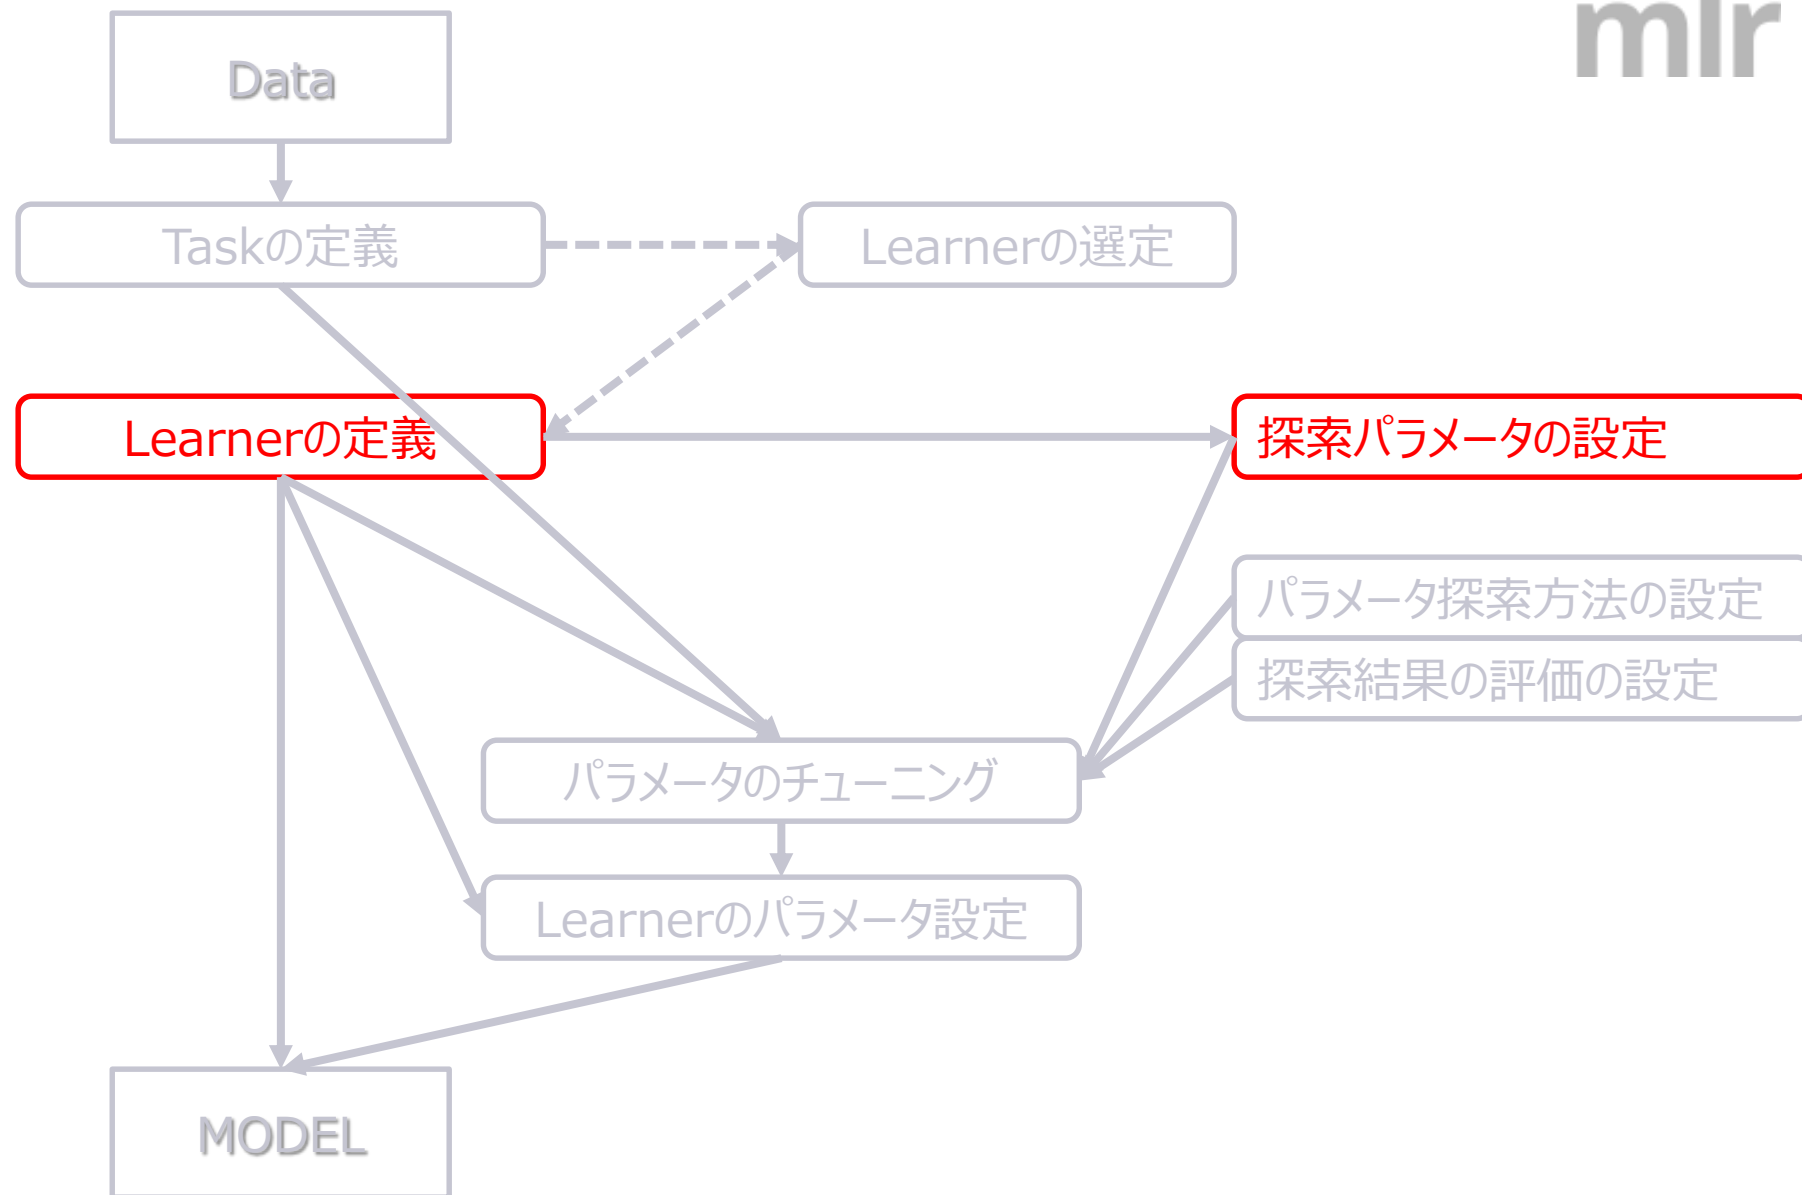 mlr
Data
Taskの定義
Learnerの選定
Learnerの定義
探索パラメータの設定
パラメータ探索方法の設定
探索結果の評価の設定
パラメータのチューニング
Learnerのパラメータ設定
MODEL